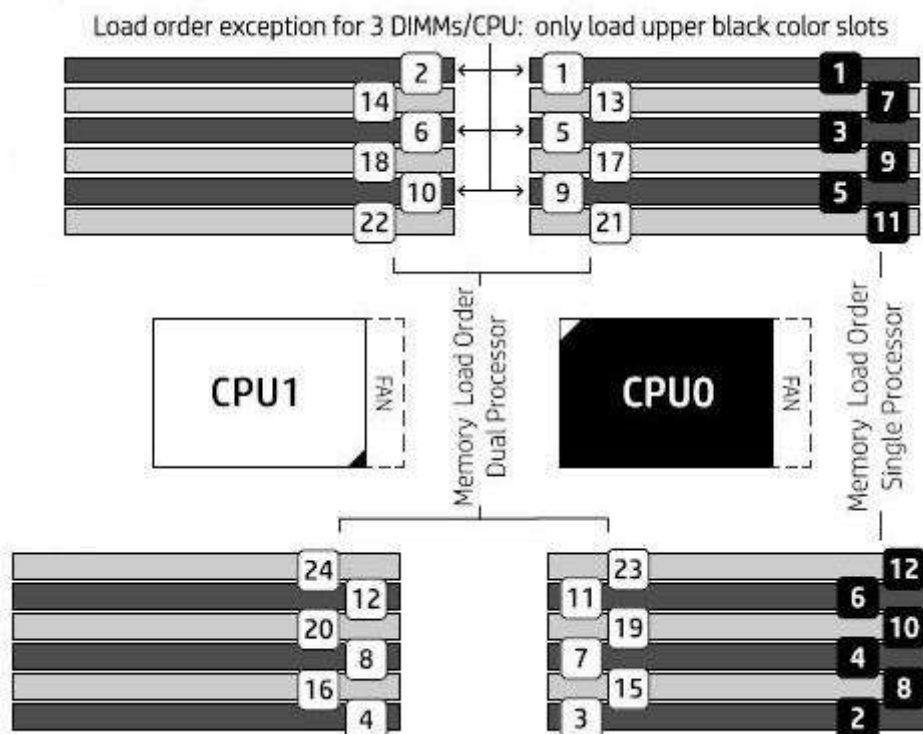 Load order exception for 3 DIMMs/CPU: only load upper black color slots
2 1 1
14 13 7
6 5 3
18 17 9
10 9 5
22 21 11
CPU1
FAN
Memory Load Order
Dual Processor
CPU0
FAN
Memory Load Order
Single Processor
24 23 12
12 11 6
20 19 10
8 7 4
16 15 8
4 3 2